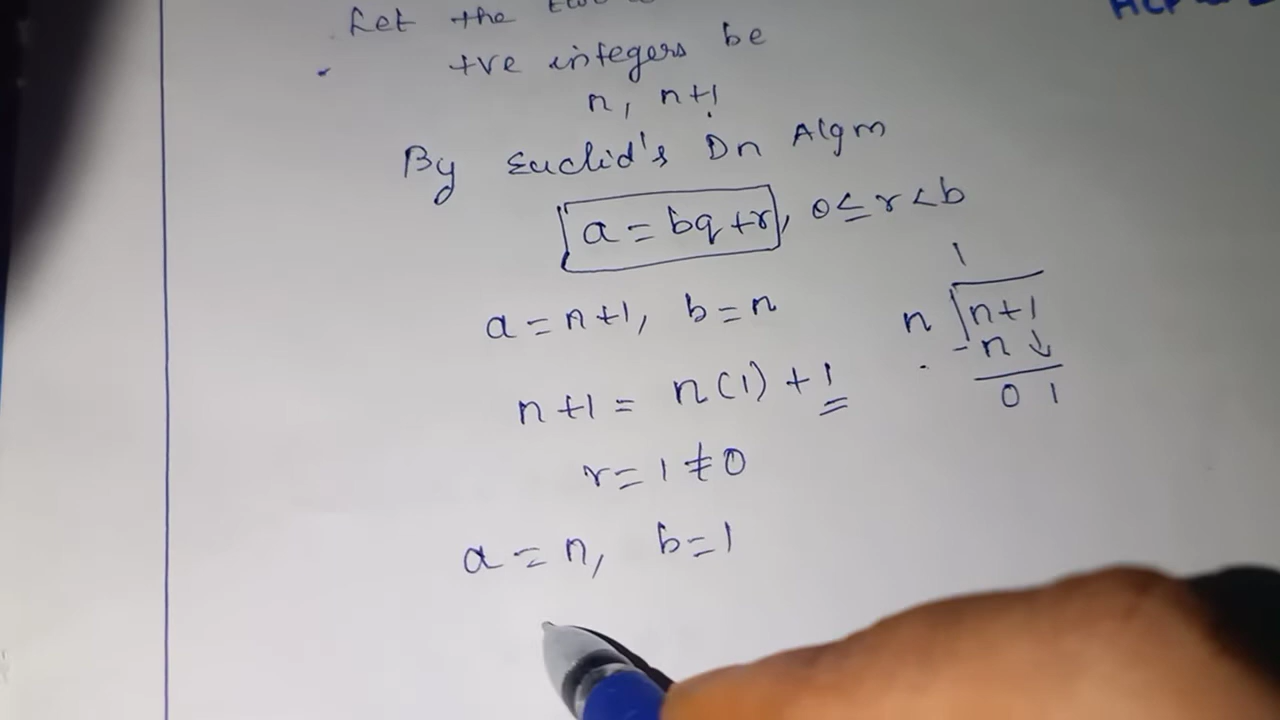 Let the
+ve integers be
n, n+1
By Euclid's Dn Algm
a = bq + r, 0 ≤ r < b
a = n+1, b = n
n+1 = n(1) + 1
r = 1 ≠ 0
a = n, b = 1
1
n n+1
- n ↓
0 1